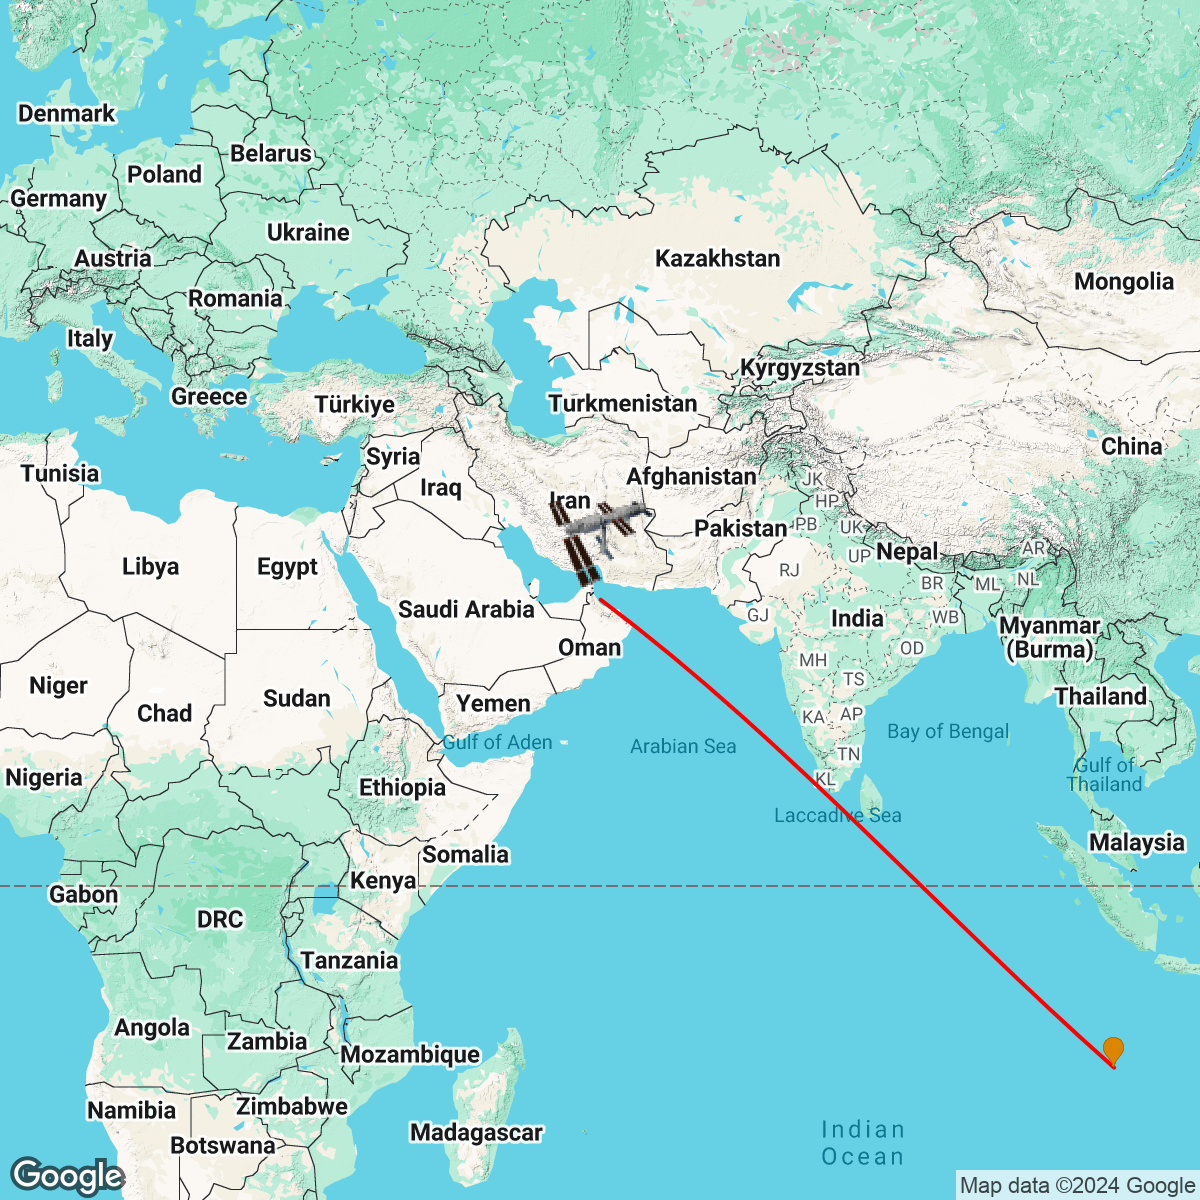 Denmark
Belarus
Poland
Germany
Ukraine
Austria
Kazakhstan
Mongolia
Romania
Italy
Kyrgyzstan
Greece
Türkiye
Turkmenistan
China
Syria
Tunisia
Afghanistan
JK
Iraq
Iran
HP
PB
UK
Pakistan
Nepal
AR
UP
Libya
Egypt
RJ
ML
NL
BR
Saudi Arabia
GJ
India
WB
Myanmar
(Burma)
Oman
OD
MH
TS
Niger
Sudan
Yemen
Thailand
Chad
KA
AP
Bay of Bengal
Gulf of Aden
Arabian Sea
TN
Gulf of
Thailand
Nigeria
KL
Ethiopia
Laccadive Sea
Malaysia
Somalia
Kenya
Gabon
DRC
Tanzania
Angola
Zambia
Mozambique
Namibia
Zimbabwe
Madagascar
Indian
Ocean
Botswana
Google
Map data ©2024 Google